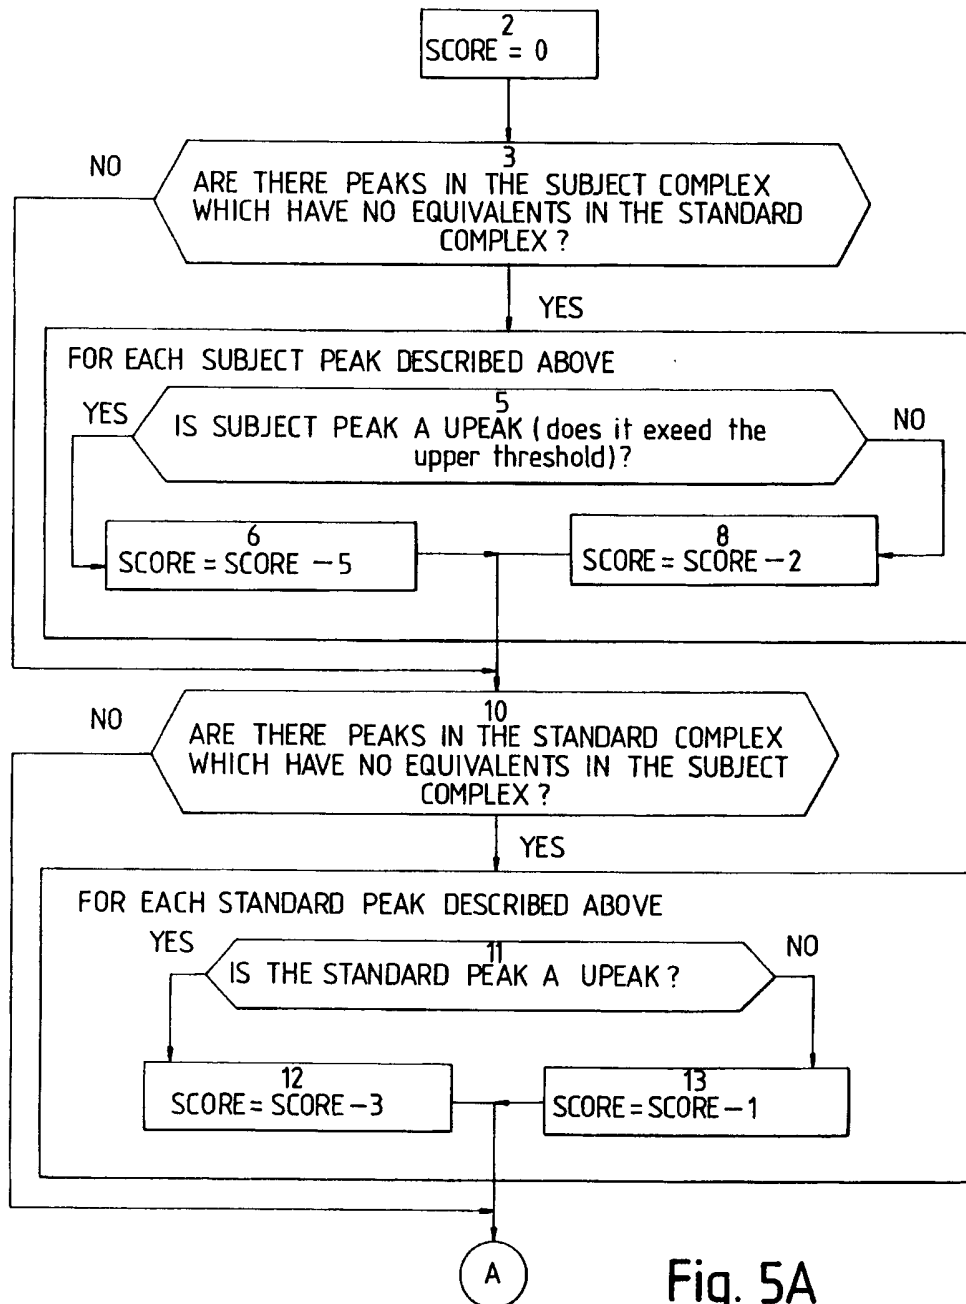 2
SCORE = 0
3
NO
ARE THERE PEAKS IN THE SUBJECT COMPLEX
WHICH HAVE NO EQUIVALENTS IN THE STANDARD
COMPLEX ?
YES
FOR EACH SUBJECT PEAK DESCRIBED ABOVE
5
YES
IS SUBJECT PEAK A UPEAK (does it exeed the
upper threshold)?
NO
6
SCORE = SCORE -5
8
SCORE = SCORE -2
10
NO
ARE THERE PEAKS IN THE STANDARD COMPLEX
WHICH HAVE NO EQUIVALENTS IN THE SUBJECT
COMPLEX ?
YES
FOR EACH STANDARD PEAK DESCRIBED ABOVE
YES
11
IS THE STANDARD PEAK A UPEAK ?
NO
12
SCORE = SCORE -3
13
SCORE = SCORE -1
A
Fig. 5A